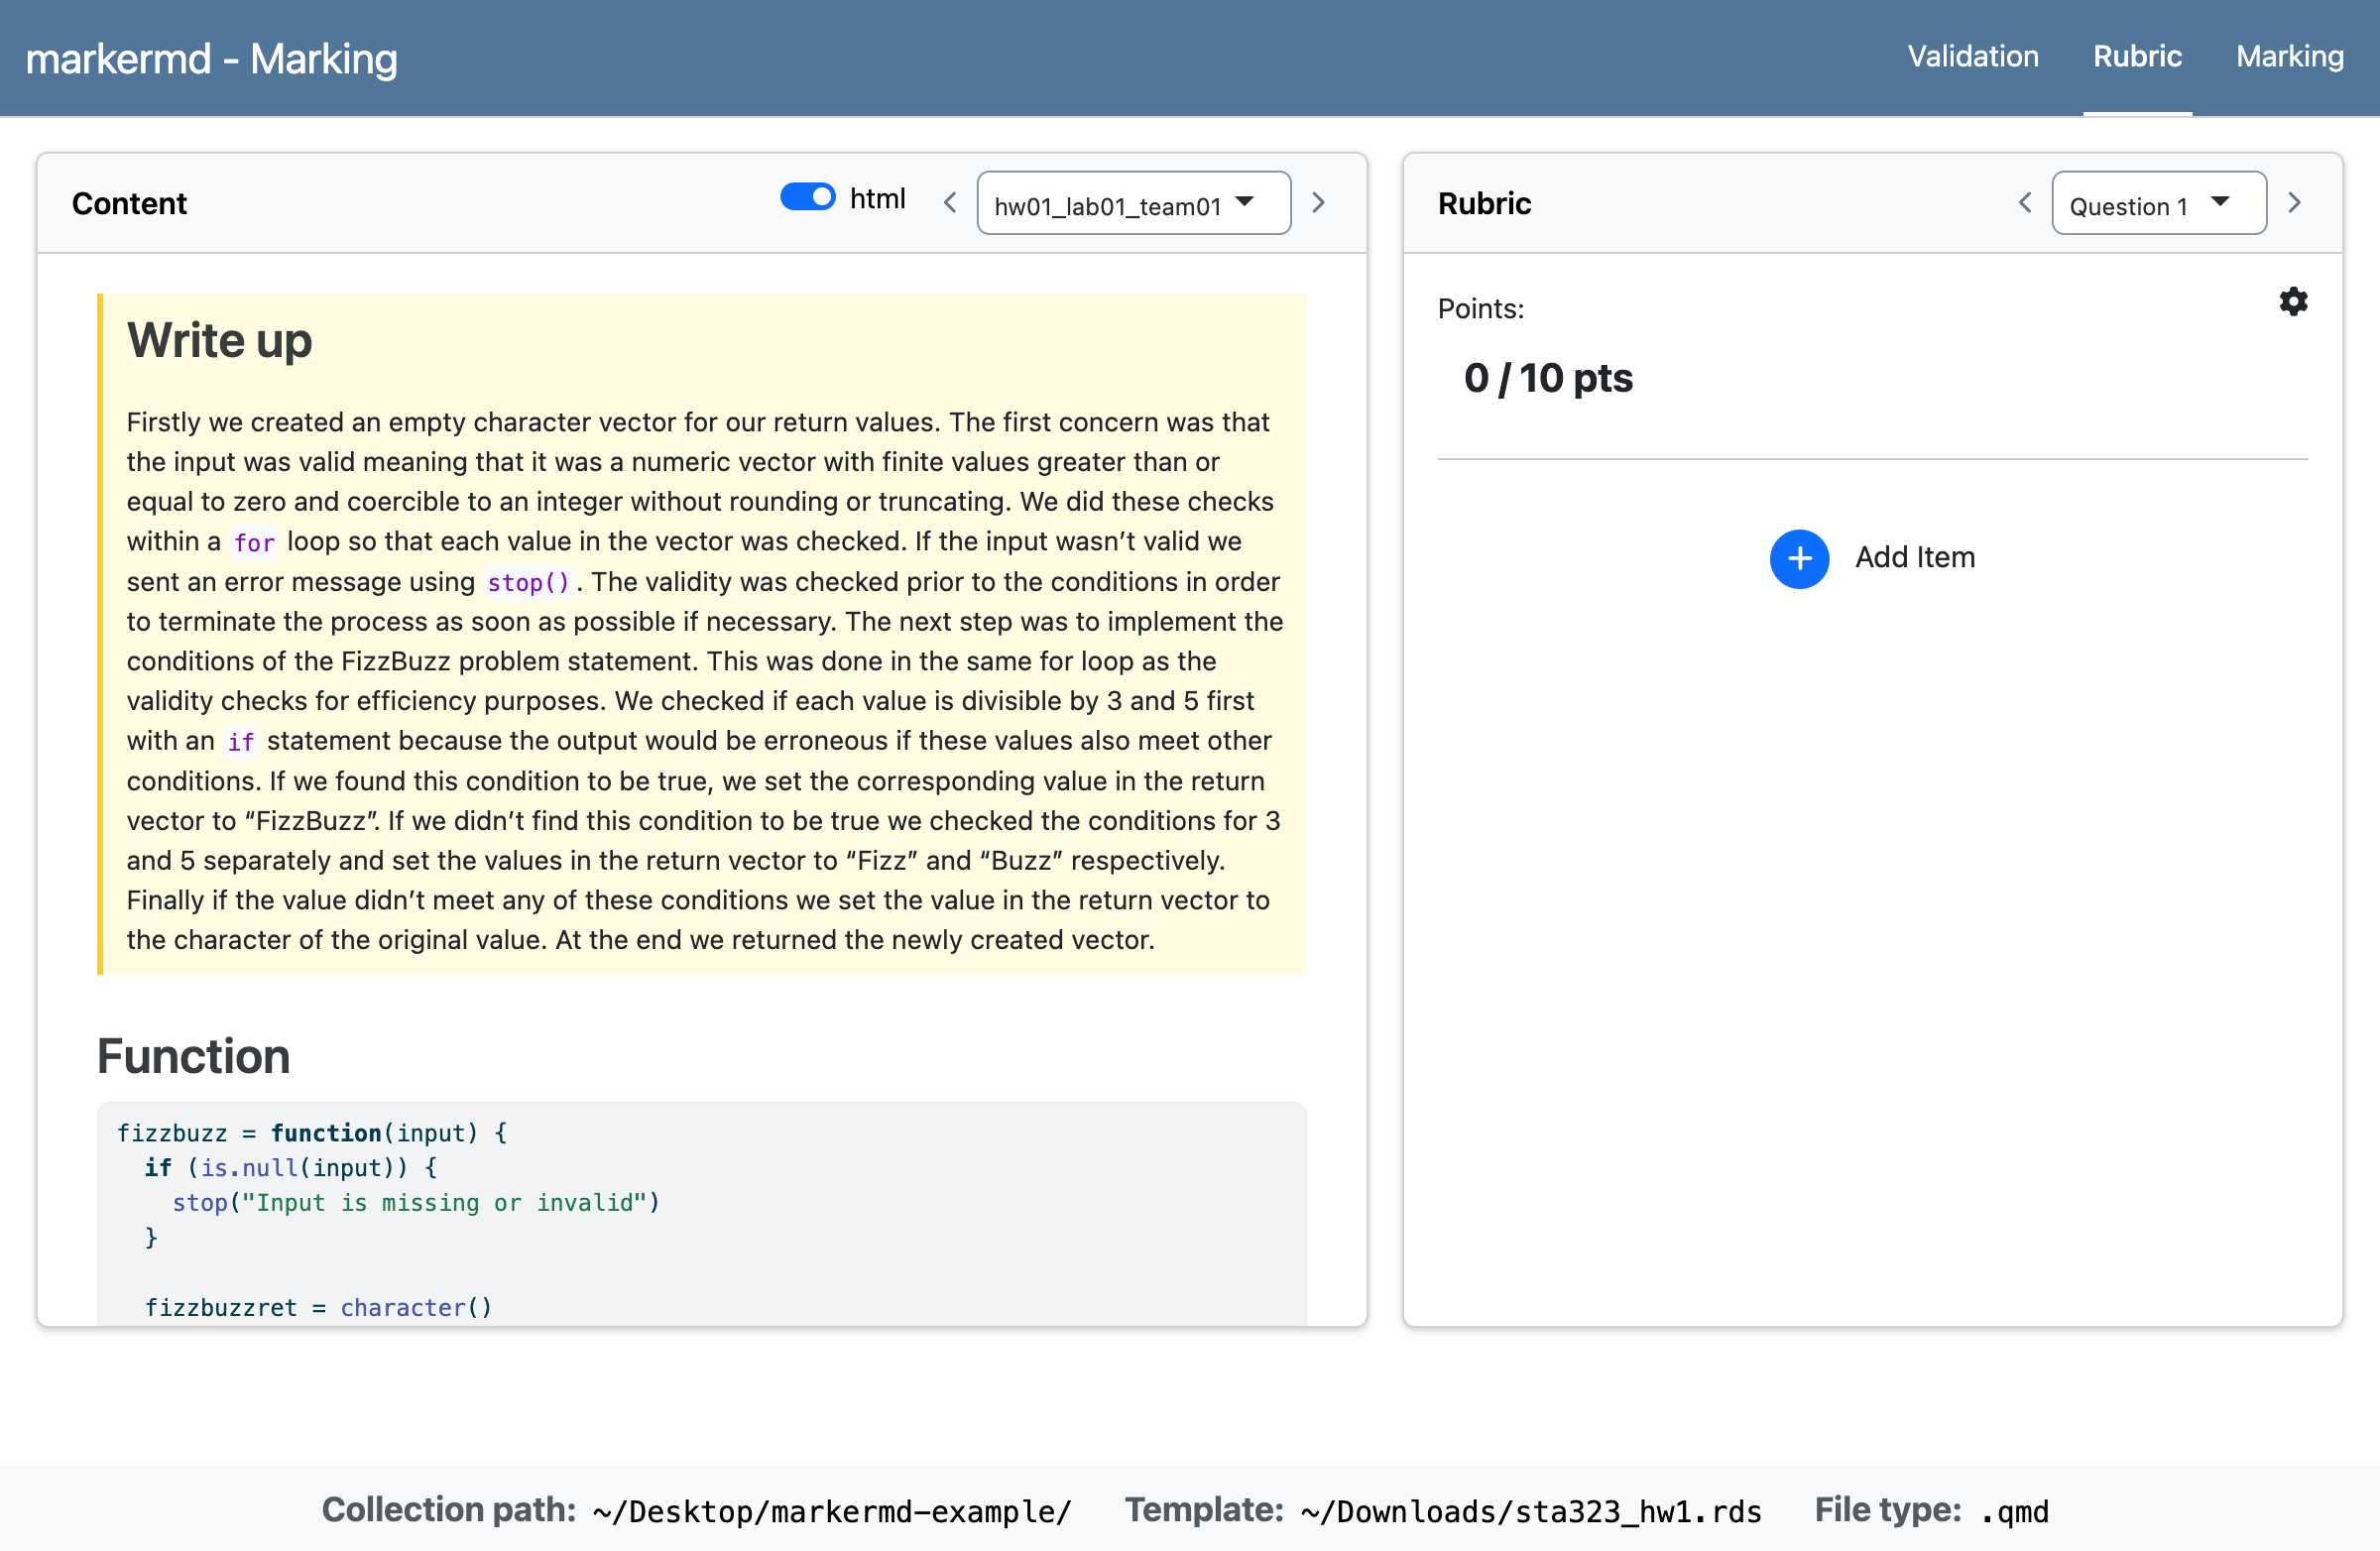 markermd - Marking
Validation
Rubric
Marking
Content
html
hw01_lab01_team01
Write up
Firstly we created an empty character vector for our return values. The first concern was that
the input was valid meaning that it was a numeric vector with finite values greater than or
equal to zero and coercible to an integer without rounding or truncating. We did these checks
within a for loop so that each value in the vector was checked. If the input wasn’t valid we
sent an error message using stop(). The validity was checked prior to the conditions in order
to terminate the process as soon as possible if necessary. The next step was to implement the
conditions of the FizzBuzz problem statement. This was done in the same for loop as the
validity checks for efficiency purposes. We checked if each value is divisible by 3 and 5 first
with an if statement because the output would be erroneous if these values also meet other
conditions. If we found this condition to be true, we set the corresponding value in the return
vector to “FizzBuzz”. If we didn’t find this condition to be true we checked the conditions for 3
and 5 separately and set the values in the return vector to “Fizz” and “Buzz” respectively.
Finally if the value didn’t meet any of these conditions we set the value in the return vector to
the character of the original value. At the end we returned the newly created vector.
Function
fizzbuzz = function(input) {
  if (is.null(input)) {
    stop("Input is missing or invalid")
  }
  fizzbuzzret = character()
Rubric
Question 1
Points:
0 / 10 pts
Add Item
Collection path: ~/Desktop/markermd-example/
Template: ~/Downloads/sta323_hw1.rds
File type: .qmd